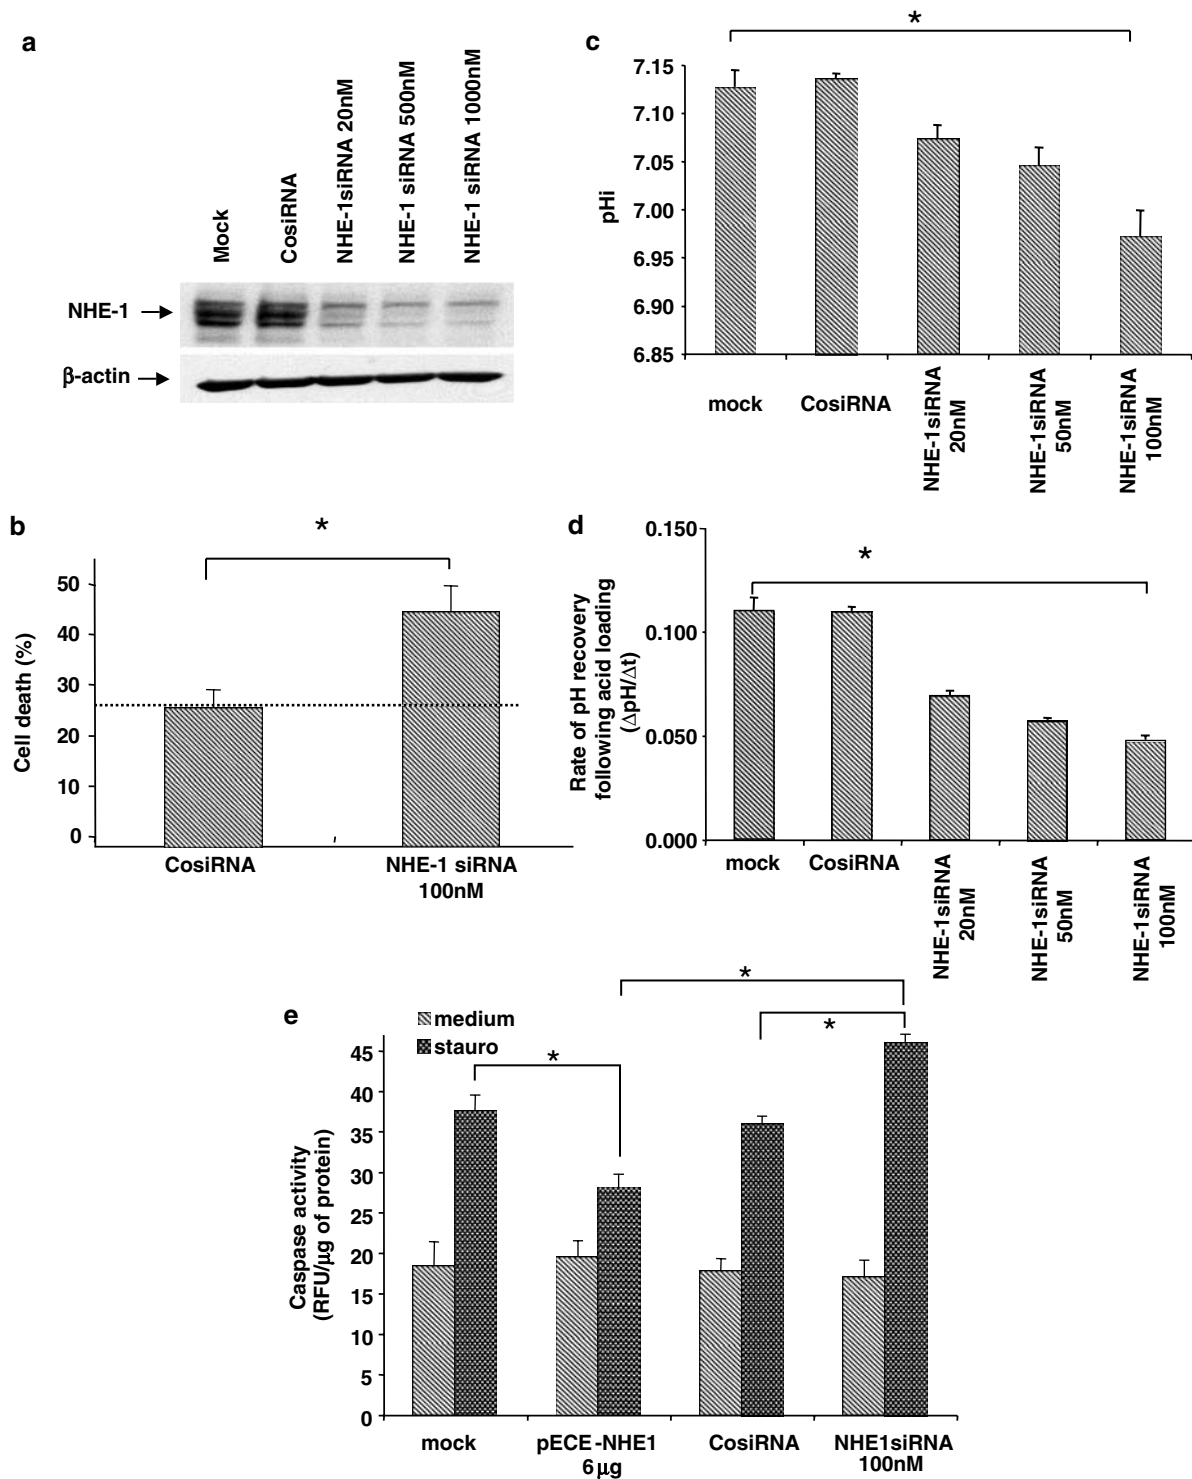 a
Mock
CosiRNA
NHE-1siRNA 20nM
NHE-1 siRNA 500nM
NHE-1 siRNA 1000nM
NHE-1
β-actin
c
*
pHi
7.15
7.10
7.05
7.00
6.95
6.90
6.85
mock
CosiRNA
NHE-1siRNA
20nM
NHE-1siRNA
50nM
NHE-1siRNA
100nM
b
*
Cell death (%)
50
40
30
20
10
0
CosiRNA
NHE-1 siRNA
100nM
d
*
Rate of pH recovery
following acid loading
(ΔpH/Δt)
0.150
0.100
0.050
0.000
mock
CosiRNA
NHE-1siRNA
20nM
NHE-1siRNA
50nM
NHE-1siRNA
100nM
e
medium
stauro
*
*
*
Caspase activity
(RFU/μg of protein)
45
40
35
30
25
20
15
10
5
0
mock
pECE-NHE1
6μg
CosiRNA
NHE1siRNA
100nM